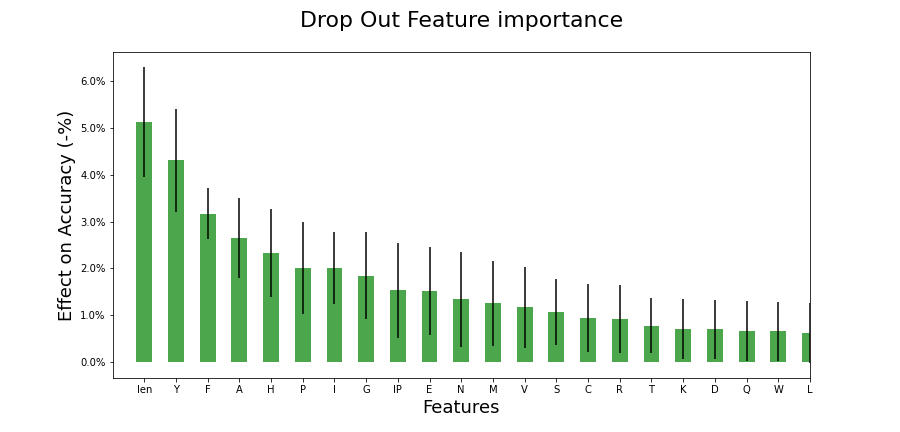 Drop Out Feature importance
Effect on Accuracy (-%)
6.0%
5.0%
4.0%
3.0%
2.0%
1.0%
0.0%
len Y F A H P I G IP E N M V S C R T K D Q W L
Features